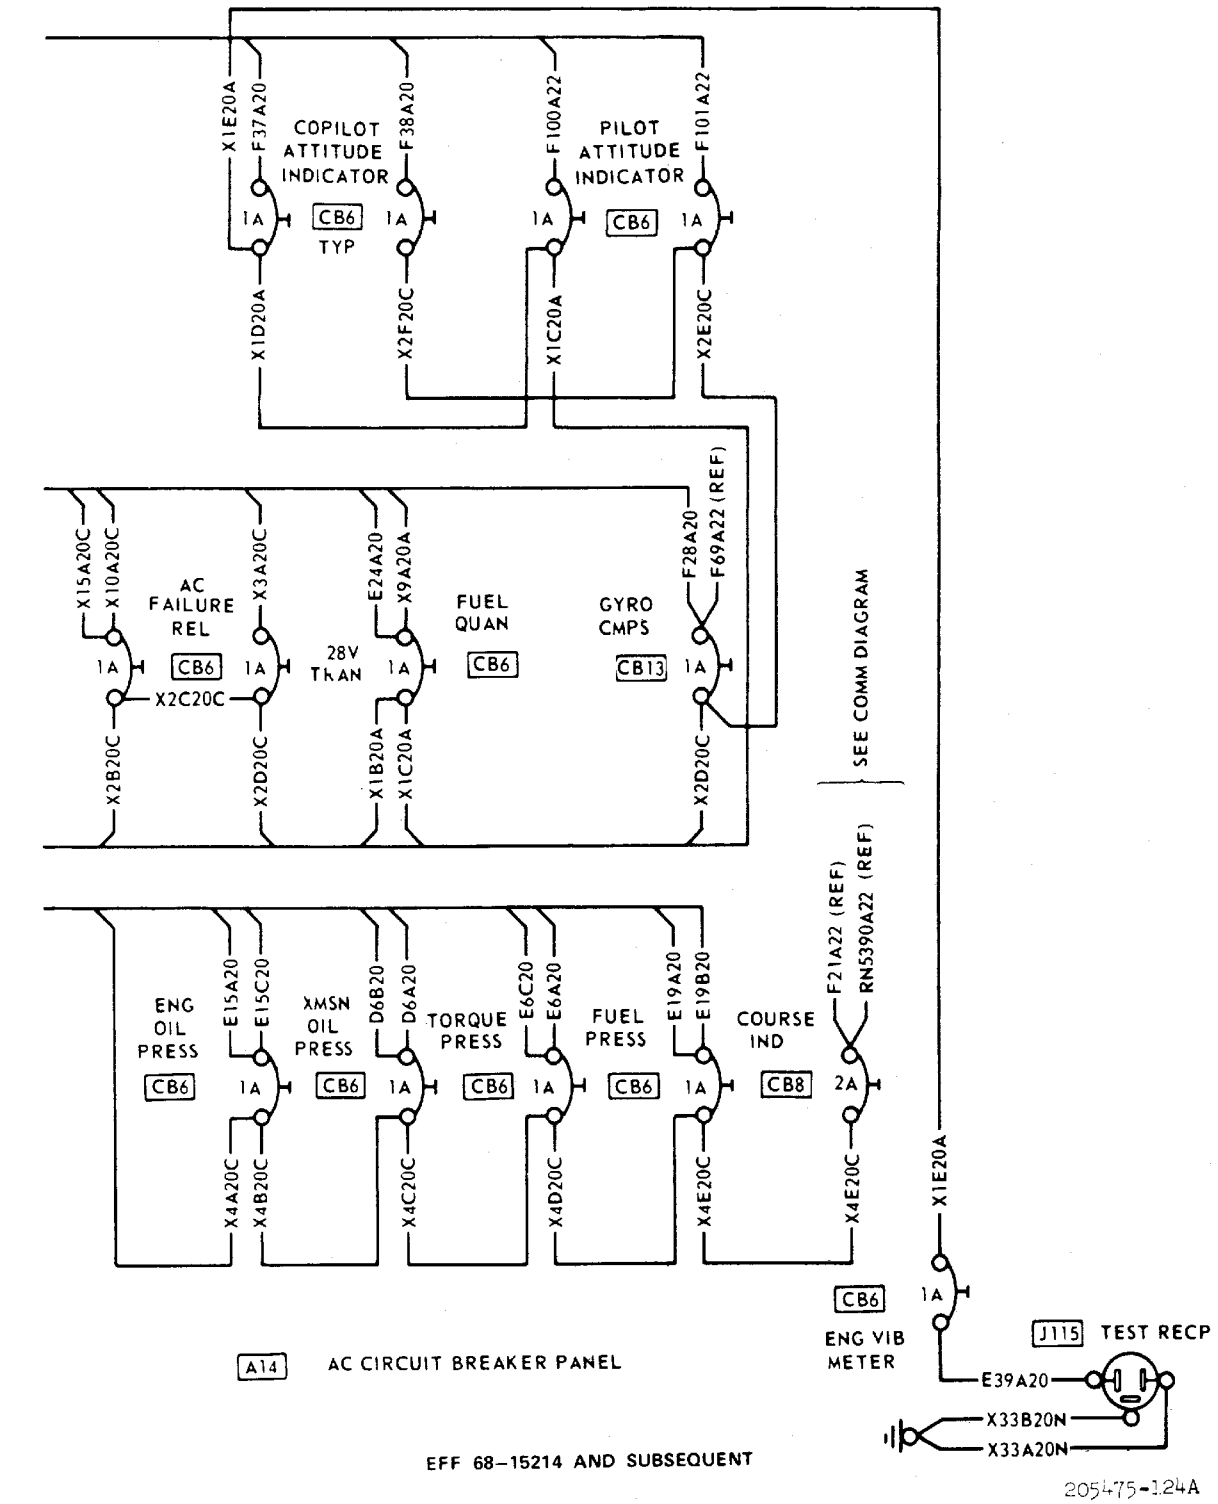 X1E20A
F37A20
COPILOT
ATTITUDE
INDICATOR
F38A20
F100A22
PILOT
ATTITUDE
INDICATOR
F101A22
1A
CB6
TYP
1A
1A
CB6
1A
X1D20A
X2F20C
X1C20A
X2E20C
X15A20C
X10A20C
AC
FAILURE
REL
X3A20C
E24A20
X9A20A
FUEL
QUAN
GYRO
CMPS
F28A20
F69A22 (REF)
1A
CB6
1A
28V
TRAN
1A
CB6
CB13
1A
X2C20C
X2B20C
X2D20C
X1B20A
X1C20A
X2D20C
SEE COMM DIAGRAM
F21A22 (REF)
RN5390A22 (REF)
ENG
OIL
PRESS
E15A20
E15C20
XMSN
OIL
PRESS
D6B20
D6A20
TORQUE
PRESS
E6C20
E6A20
FUEL
PRESS
E19A20
E19B20
COURSE
IND
CB6
1A
CB6
1A
CB6
1A
CB6
1A
CB8
2A
X4A20C
X4B20C
X4C20C
X4D20C
X4E20C
X4E20C
X1E20A
CB6
1A
ENG VIB
METER
J115
TEST RECP
E39A20
X33B20N
X33A20N
A14
AC CIRCUIT BREAKER PANEL
EFF 68-15214 AND SUBSEQUENT
205475-124A